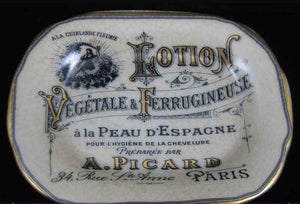 A LA GUIRLANDE FLEURIE
LOTION
VÉGÉTALE & FERRUGINEUSE
à la PEAU D'ESPAGNE
POUR L'HYGIÈNE DE LA CHEVELURE
PRÉPARÉE PAR
A. PICARD
34, Rue Ste Anne PARIS